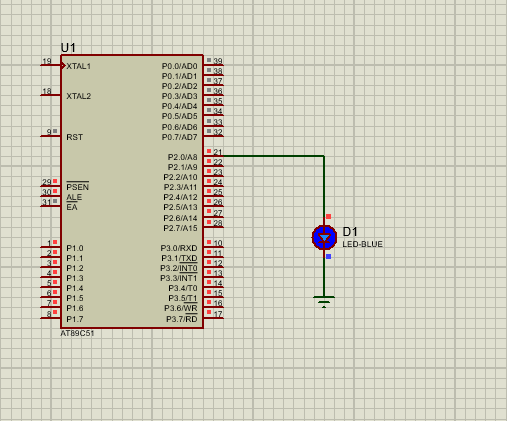 U1
19 XTAL1 P0.0/AD0 39
P0.1/AD1 38
P0.2/AD2 37
18 XTAL2 P0.3/AD3 36
P0.4/AD4 35
P0.5/AD5 34
P0.6/AD6 33
9 RST P0.7/AD7 32
P2.0/A8 21
P2.1/A9 22
P2.2/A10 23
29 PSEN P2.3/A11 24
30 ALE P2.4/A12 25
31 EA P2.5/A13 26
P2.6/A14 27
P2.7/A15 28
D1
LED-BLUE
1 P1.0 P3.0/RXD 10
2 P1.1 P3.1/TXD 11
3 P1.2 P3.2/INT0 12
4 P1.3 P3.3/INT1 13
5 P1.4 P3.4/T0 14
6 P1.5 P3.5/T1 15
7 P1.6 P3.6/WR 16
8 P1.7 P3.7/RD 17
AT89C51